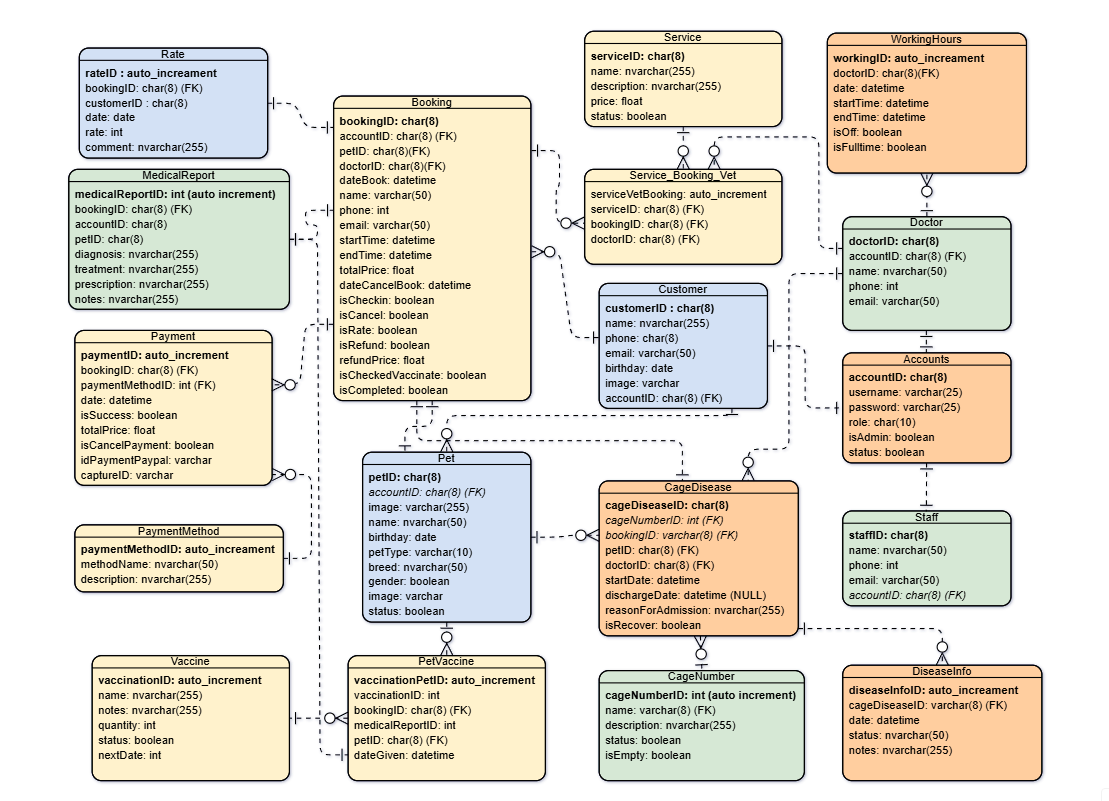 Rate
rateID : auto_increament
bookingID: char(8) (FK)
customerID : char(8)
date: date
rate: int
comment: nvarchar(255)
MedicalReport
medicalReportID: int (auto increment)
bookingID: char(8) (FK)
accountID: char(8)
petID: char(8)
diagnosis: nvarchar(255)
treatment: nvarchar(255)
prescription: nvarchar(255)
notes: nvarchar(255)
Payment
paymentID: auto_increment
bookingID: char(8) (FK)
paymentMethodID: int (FK)
date: datetime
isSuccess: boolean
totalPrice: float
isCancelPayment: boolean
idPaymentPaypal: varchar
captureID: varchar
PaymentMethod
paymentMethodID: auto_increament
methodName: nvarchar(50)
description: nvarchar(255)
Vaccine
vaccinationID: auto_increament
name: nvarchar(255)
notes: nvarchar(255)
quantity: int
status: boolean
nextDate: int
Booking
bookingID: char(8)
accountID: char(8) (FK)
petID: char(8)(FK)
doctorID: char(8)(FK)
dateBook: datetime
name: varchar(50)
phone: int
email: varchar(50)
startTime: datetime
endTime: datetime
totalPrice: float
dateCancelBook: datetime
isCheckin: boolean
isCancel: boolean
isRate: boolean
isRefund: boolean
refundPrice: float
isCheckedVaccinate: boolean
isCompleted: boolean
Pet
petID: char(8)
accountID: char(8) (FK)
image: varchar(255)
name: nvarchar(50)
birthday: date
petType: varchar(10)
breed: nvarchar(50)
gender: boolean
image: varchar
status: boolean
PetVaccine
vaccinationPetID: auto_increment
vaccinationID: int
bookingID: char(8) (FK)
medicalReportID: int
petID: char(8) (FK)
dateGiven: datetime
Service
serviceID: char(8)
name: nvarchar(255)
description: nvarchar(255)
price: float
status: boolean
Service_Booking_Vet
serviceVetBooking: auto_increment
serviceID: char(8) (FK)
bookingID: char(8) (FK)
doctorID: char(8) (FK)
Customer
customerID : char(8)
name: nvarchar(255)
phone: char(8)
email: varchar(50)
birthday: date
image: varchar
accountID: char(8) (FK)
CageDisease
cageDiseaseID: char(8)
cageNumberID: int (FK)
bookingID: varchar(8) (FK)
petID: char(8) (FK)
doctorID: char(8) (FK)
startDate: datetime
dischargeDate: datetime (NULL)
reasonForAdmission: nvarchar(255)
isRecover: boolean
CageNumber
cageNumberID: int (auto increment)
name: varchar(8) (FK)
description: nvarchar(255)
status: boolean
isEmpty: boolean
WorkingHours
workingID: auto_increament
doctorID: char(8)(FK)
date: datetime
startTime: datetime
endTime: datetime
isOff: boolean
isFulltime: boolean
Doctor
doctorID: char(8)
accountID: char(8) (FK)
name: nvarchar(50)
phone: int
email: varchar(50)
Accounts
accountID: char(8)
username: varchar(25)
password: varchar(25)
role: char(10)
isAdmin: boolean
status: boolean
Staff
staffID: char(8)
name: nvarchar(50)
phone: int
email: varchar(50)
accountID: char(8) (FK)
DiseaseInfo
diseaseInfoID: auto_increament
cageDiseaseID: varchar(8) (FK)
date: datetime
status: nvarchar(50)
notes: nvarchar(255)